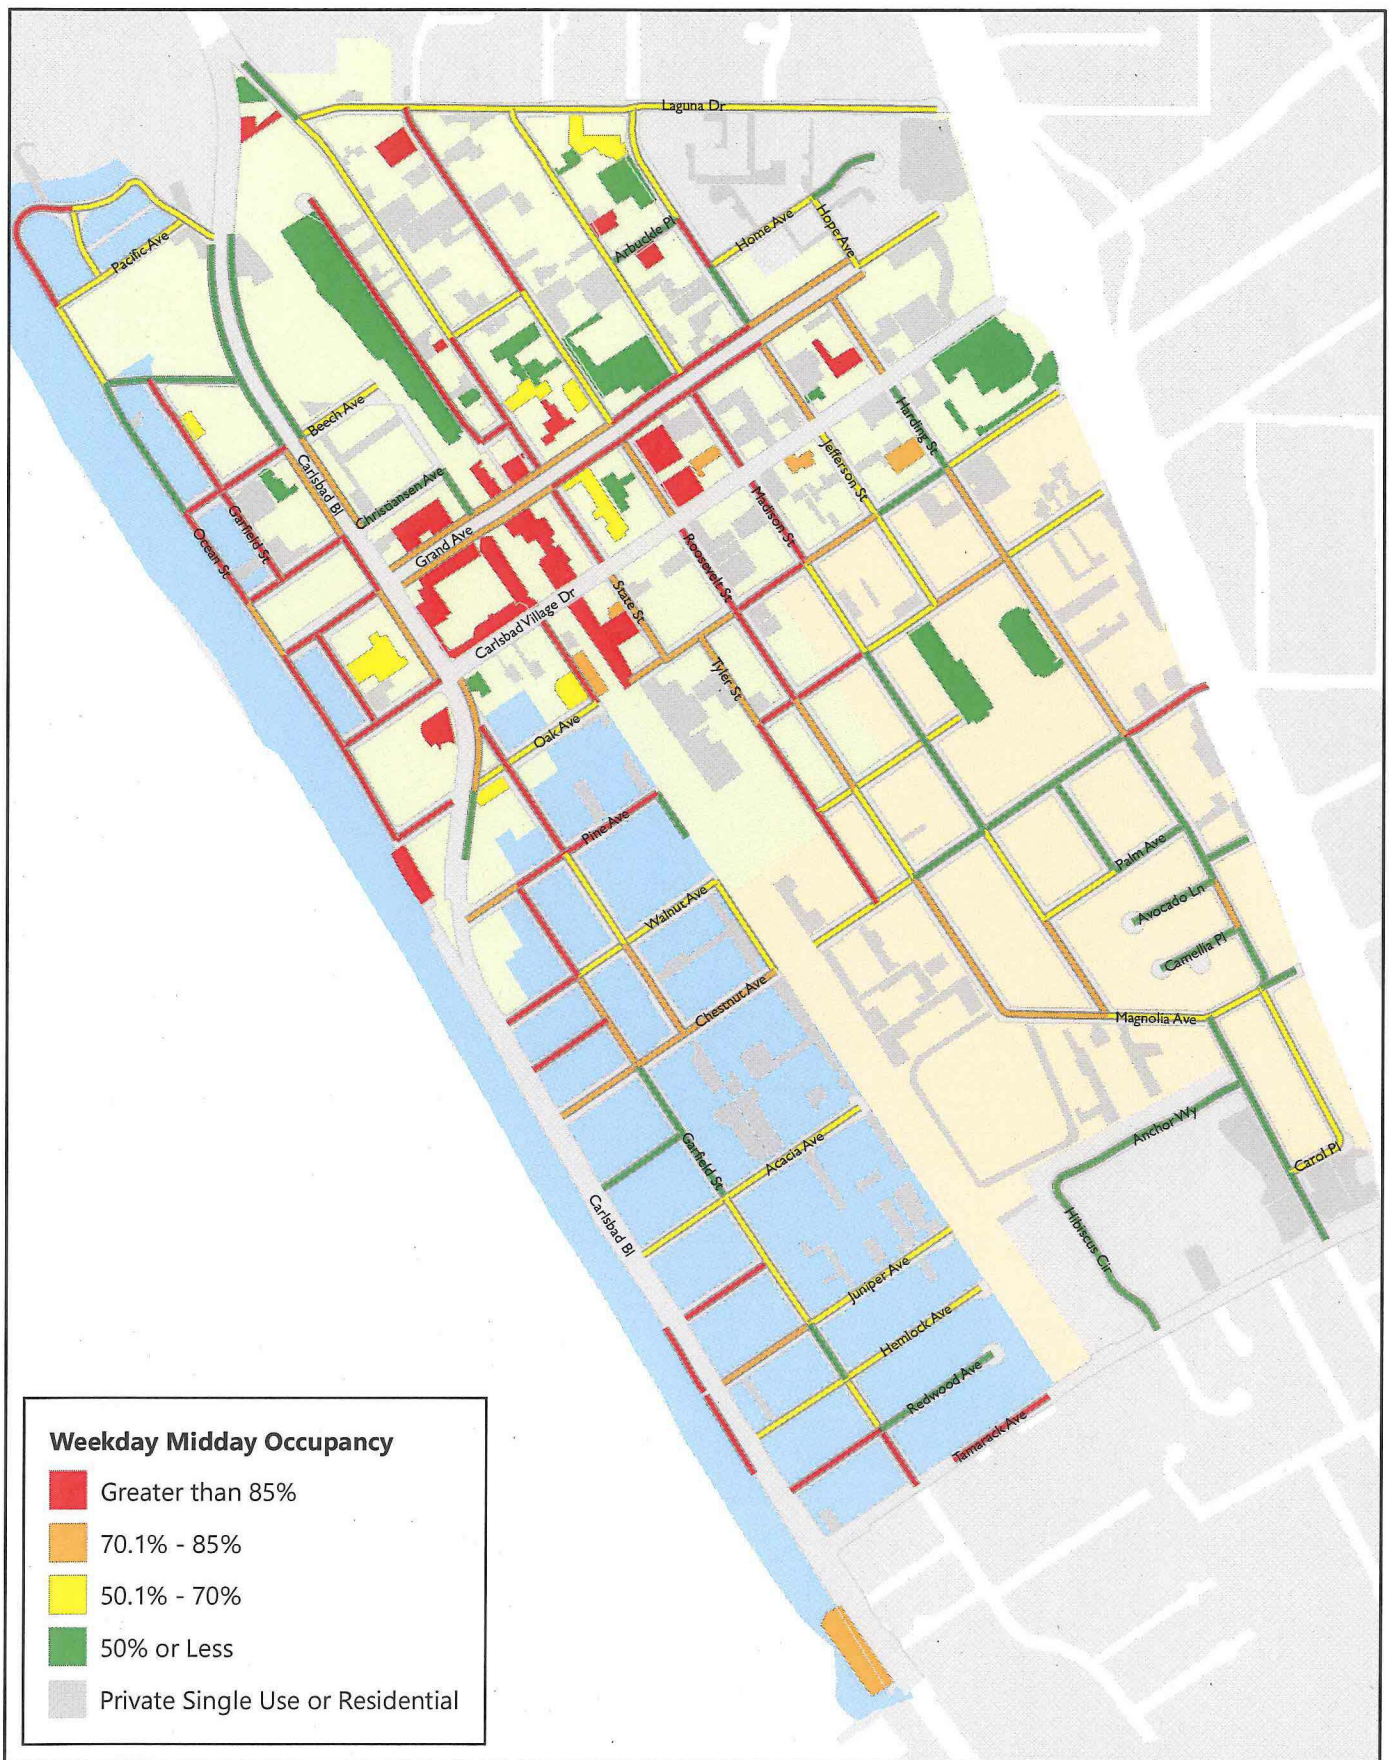 Laguna Dr
Home Ave
Hope Ave
Arbuckle Pl
Pacific Ave
Beech Ave
Carlsbad Bl
Christiansen Ave
Grand Ave
Garfield St
Ocean St
Harding St
Jefferson St
Madison St
Roosevelt St
State St
Carlsbad Village Dr
Tyler St
Oak Ave
Pine Ave
Walnut Ave
Chestnut Ave
Palm Ave
Avocado Ln
Camellia Pl
Magnolia Ave
Anchor Wy
Carol Pl
Hibiscus Cir
Acacia Ave
Garfield St
Carlsbad Bl
Juniper Ave
Hemlock Ave
Redwood Ave
Tamarack Ave
Weekday Midday Occupancy
Greater than 85%
70.1% - 85%
50.1% - 70%
50% or Less
Private Single Use or Residential